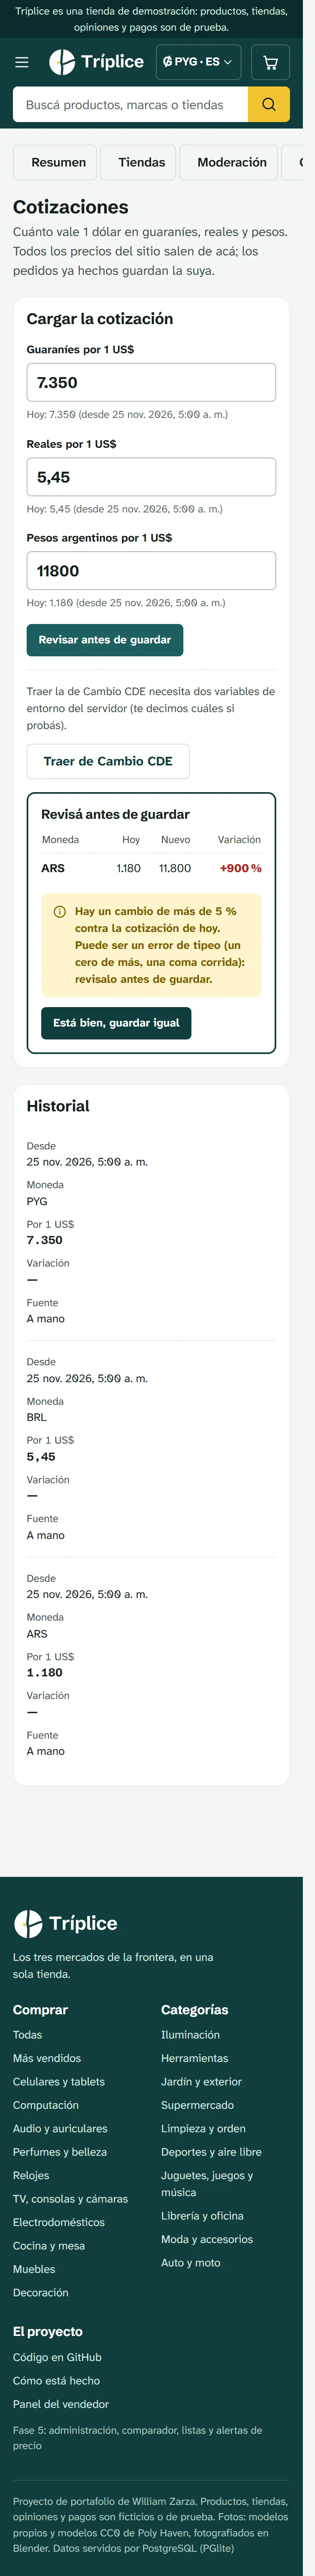 Tríplice es una tienda de demostración: productos, tiendas,
opiniones y pagos son de prueba.
Tríplice
₲ PYG · ES
Buscá productos, marcas o tiendas
Resumen
Tiendas
Moderación
Cotizaciones
Cuánto vale 1 dólar en guaraníes, reales y pesos.
Todos los precios del sitio salen de acá; los
pedidos ya hechos guardan la suya.
Cargar la cotización
Guaraníes por 1 US$
7.350
Hoy: 7.350 (desde 25 nov. 2026, 5:00 a. m.)
Reales por 1 US$
5,45
Hoy: 5,45 (desde 25 nov. 2026, 5:00 a. m.)
Pesos argentinos por 1 US$
11800
Hoy: 1.180 (desde 25 nov. 2026, 5:00 a. m.)
Revisar antes de guardar
Traer la de Cambio CDE necesita dos variables de
entorno del servidor (te decimos cuáles si
probás).
Traer de Cambio CDE
Revisá antes de guardar
Moneda Hoy Nuevo Variación
ARS 1.180 11.800 +900 %
Hay un cambio de más de 5 %
contra la cotización de hoy.
Puede ser un error de tipeo (un
cero de más, una coma corrida):
revisalo antes de guardar.
Está bien, guardar igual
Historial
Desde
25 nov. 2026, 5:00 a. m.
Moneda
PYG
Por 1 US$
7.350
Variación
—
Fuente
A mano
Desde
25 nov. 2026, 5:00 a. m.
Moneda
BRL
Por 1 US$
5,45
Variación
—
Fuente
A mano
Desde
25 nov. 2026, 5:00 a. m.
Moneda
ARS
Por 1 US$
1.180
Variación
—
Fuente
A mano
Tríplice
Los tres mercados de la frontera, en una
sola tienda.
Comprar
Todas
Más vendidos
Celulares y tablets
Computación
Audio y auriculares
Perfumes y belleza
Relojes
TV, consolas y cámaras
Electrodomésticos
Cocina y mesa
Muebles
Decoración
Categorías
Iluminación
Herramientas
Jardín y exterior
Supermercado
Limpieza y orden
Deportes y aire libre
Juguetes, juegos y
música
Librería y oficina
Moda y accesorios
Auto y moto
El proyecto
Código en GitHub
Cómo está hecho
Panel del vendedor
Fase 5: administración, comparador, listas y alertas de
precio
Proyecto de portafolio de William Zarza. Productos, tiendas,
opiniones y pagos son ficticios o de prueba. Fotos: modelos
propios y modelos CC0 de Poly Haven, fotografiados en
Blender. Datos servidos por PostgreSQL (PGlite)